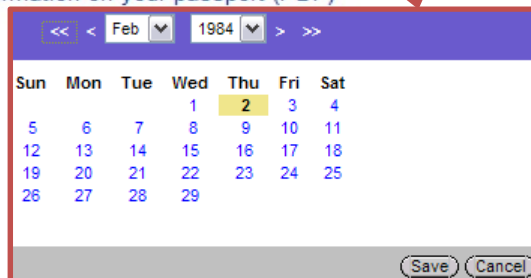 << < Feb 1984 > >>
Sun Mon Tue Wed Thu Fri Sat
1 2 3 4
5 6 7 8 9 10 11
12 13 14 15 16 17 18
19 20 21 22 23 24 25
26 27 28 29
Save Cancel